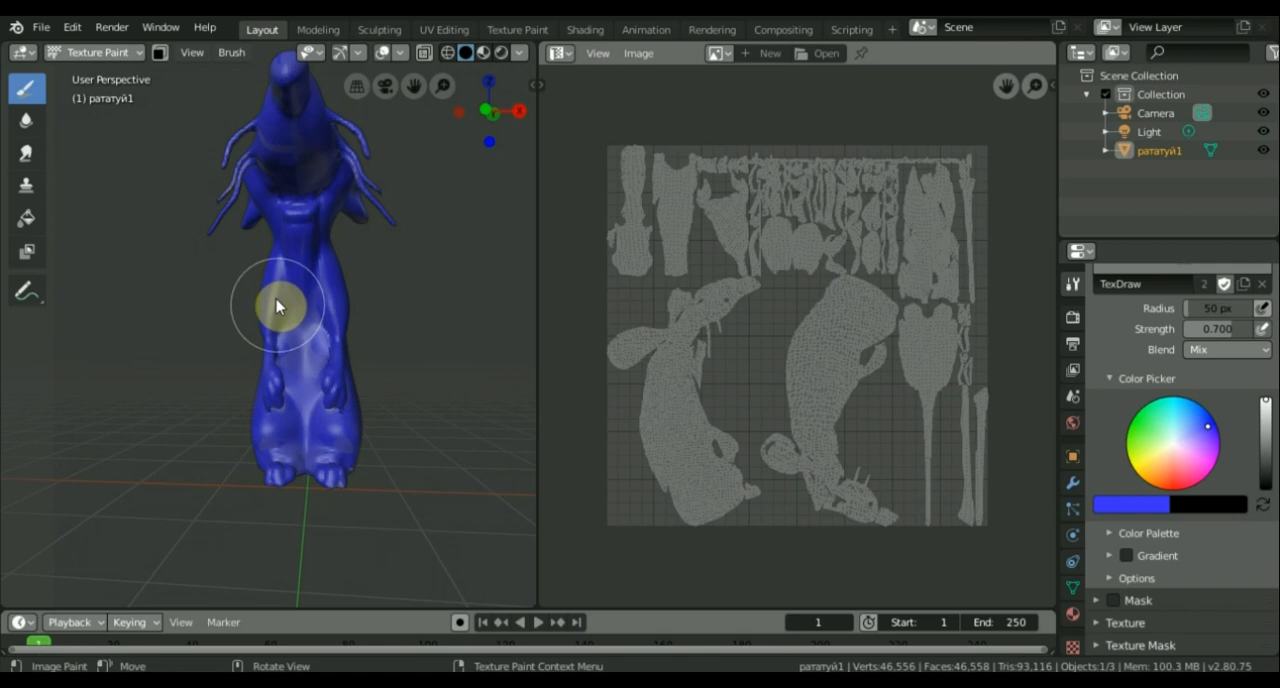 File Edit Render Window Help Layout Modeling Sculpting UV Editing Texture Paint Shading Animation Rendering Compositing Scripting + Scene View Layer
Texture Paint View Brush View Image + New Open
User Perspective
(1) рататуй1
X
Scene Collection
Collection
Camera
Light
рататуй1
TexDraw 2
Radius 50 px
Strength 0.700
Blend Mix
Color Picker
Color Palette
Gradient
Options
Mask
Texture
Texture Mask
Playback Keying View Marker 1 Start: 1 End: 250
1
Image Paint Move Rotate View Texture Paint Context Menu рататуй1 | Verts:46,556 | Faces:46,558 | Tris:93,116 | Objects:1/3 | Mem: 100.3 MB | v2.80.75